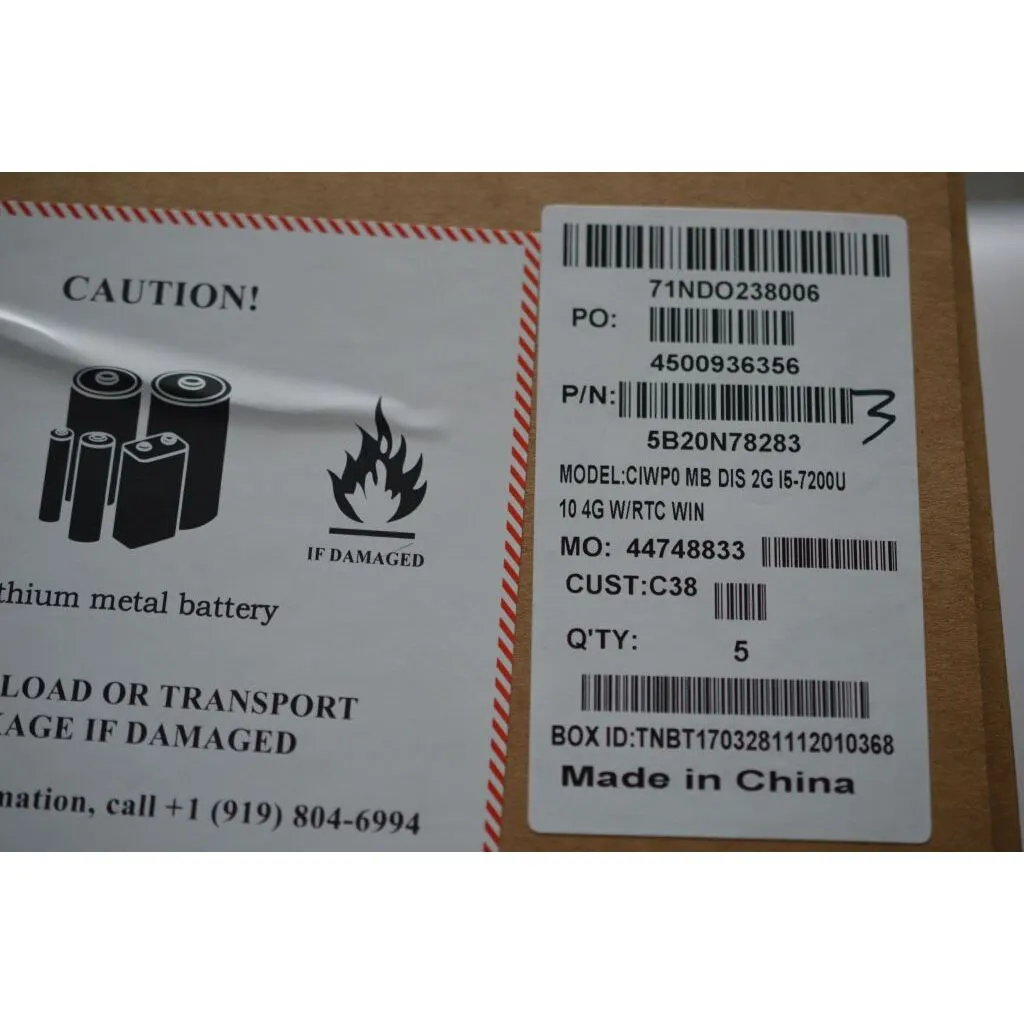 CAUTION!
IF DAMAGED
thium metal battery
LOAD OR TRANSPORT
AGE IF DAMAGED
mation, call +1 (919) 804-6994
71NDO238006
PO:
4500936356
P/N:
3
5B20N78283
MODEL:CIWP0 MB DIS 2G I5-7200U
10 4G W/RTC WIN
MO: 44748833
CUST:C38
Q'TY: 5
BOX ID:TNBT1703281112010368
Made in China